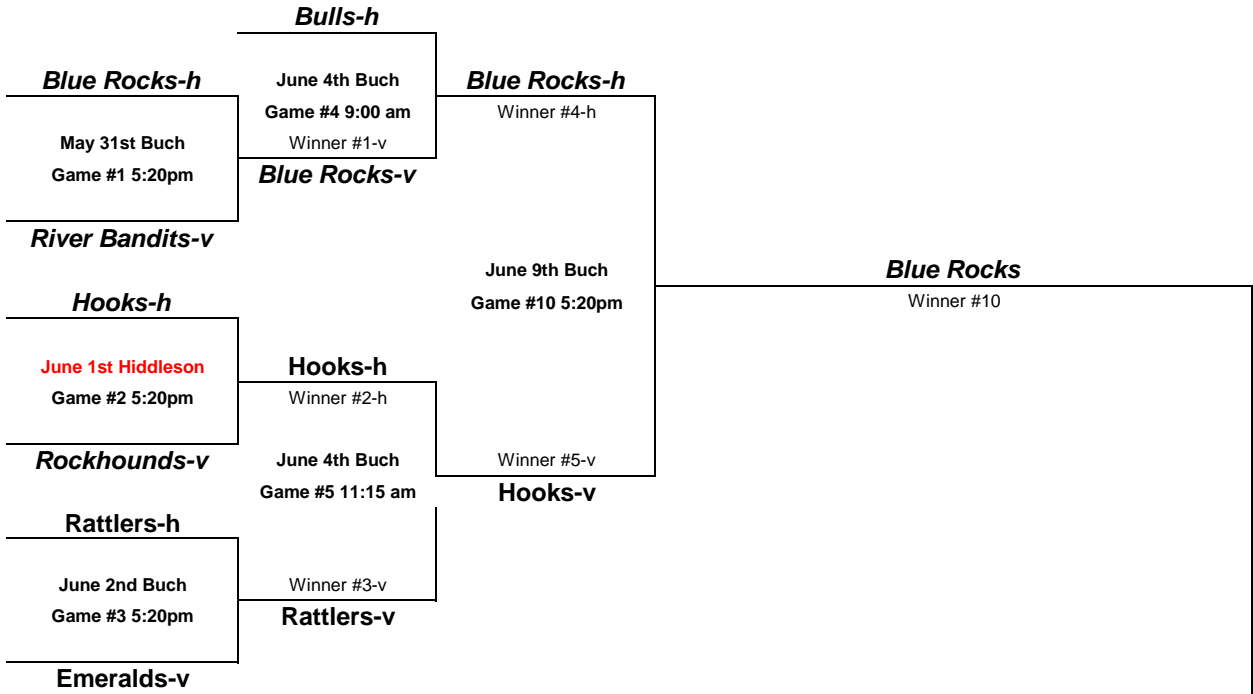 Bulls-h
Blue Rocks-h
June 4th Buch
Blue Rocks-h
Game #4 9:00 am
Winner #4-h
May 31st Buch
Winner #1-v
Game #1 5:20pm
Blue Rocks-v
River Bandits-v
June 9th Buch
Blue Rocks
Hooks-h
Game #10 5:20pm
Winner #10
June 1st Hiddleson
Hooks-h
Game #2 5:20pm
Winner #2-h
Rockhounds-v
June 4th Buch
Winner #5-v
Game #5 11:15 am
Hooks-v
Rattlers-h
June 2nd Buch
Winner #3-v
Game #3 5:20pm
Rattlers-v
Emeralds-v